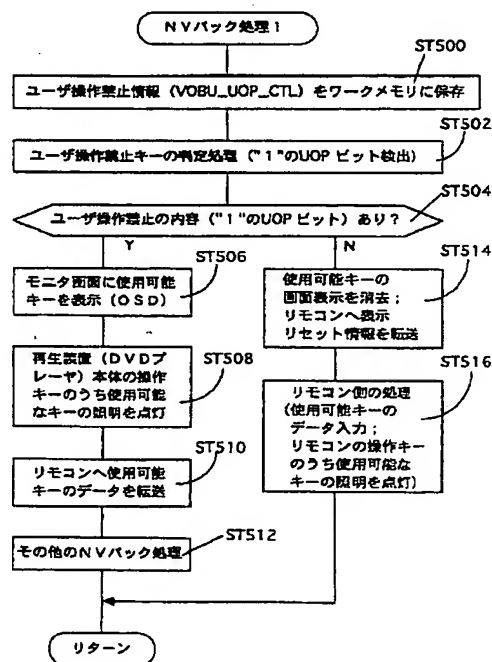 NVパック処理1
ST500
ユーザ操作禁止情報（VOBU_UOP_CTL）をワークメモリに保存
ST502
ユーザ操作禁止キーの判定処理（"1"のUOP ビット検出）
ST504
ユーザ操作禁止の内容（"1"のUOP ビット）あり？
Y
N
ST506
モニタ画面に使用可能
キーを表示（OSD）
ST508
再生装置（DVDプ
レーヤ）本体の操作
キーのうち使用可能
なキーの照明を点灯
ST510
リモコンへ使用可能
キーのデータを転送
ST512
その他のNVパック処理
ST514
使用可能キーの
画面表示を消去；
リモコンへ表示
リセット情報を転送
ST516
リモコン側の処理
（使用可能キーの
データ入力；
リモコンの操作キー
のうち使用可能な
キーの照明を点灯）
リターン